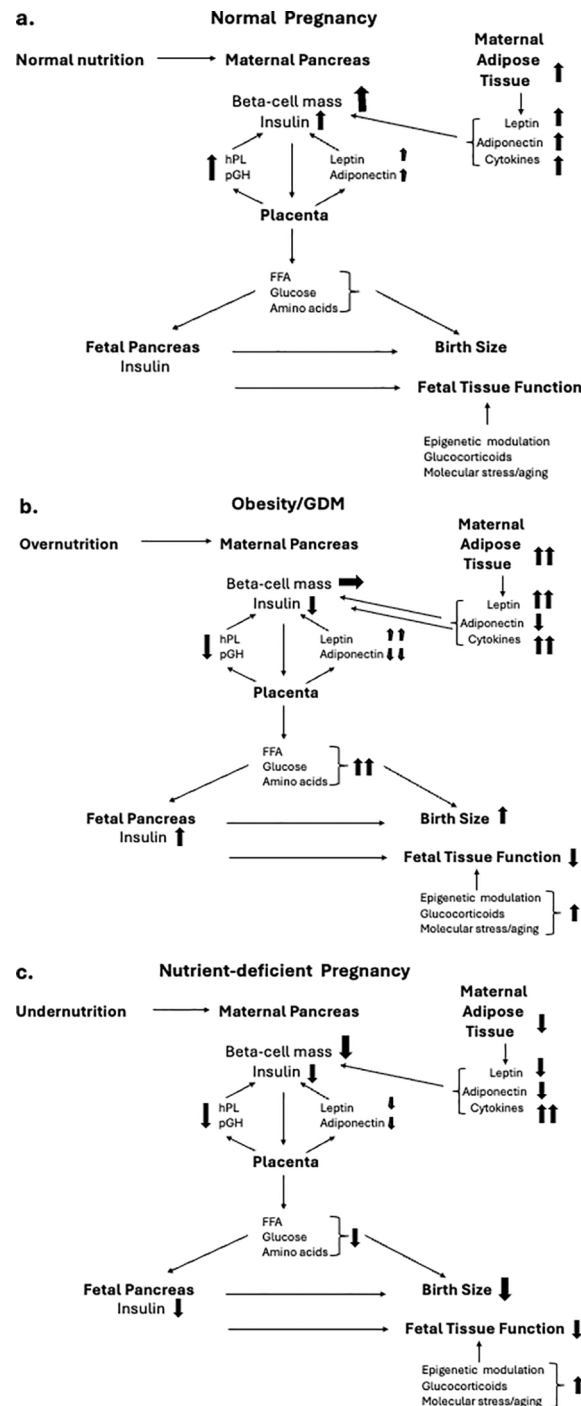 a.
Normal Pregnancy
Normal nutrition
Maternal Pancreas
Maternal
Adipose
Tissue
Beta-cell mass
Insulin
Leptin
Adiponectin
Cytokines
hPL
pGH
Leptin
Adiponectin
Placenta
FFA
Glucose
Amino acids
Fetal Pancreas
Insulin
Birth Size
Fetal Tissue Function
Epigenetic modulation
Glucocorticoids
Molecular stress/aging
b.
Obesity/GDM
Overnutrition
Maternal Pancreas
Maternal
Adipose
Tissue
Beta-cell mass
Insulin
Leptin
Adiponectin
Cytokines
hPL
pGH
Leptin
Adiponectin
Placenta
FFA
Glucose
Amino acids
Fetal Pancreas
Insulin
Birth Size
Fetal Tissue Function
Epigenetic modulation
Glucocorticoids
Molecular stress/aging
c.
Nutrient-deficient Pregnancy
Undernutrition
Maternal Pancreas
Maternal
Adipose
Tissue
Beta-cell mass
Insulin
Leptin
Adiponectin
Cytokines
hPL
pGH
Leptin
Adiponectin
Placenta
FFA
Glucose
Amino acids
Fetal Pancreas
Insulin
Birth Size
Fetal Tissue Function
Epigenetic modulation
Glucocorticoids
Molecular stress/aging